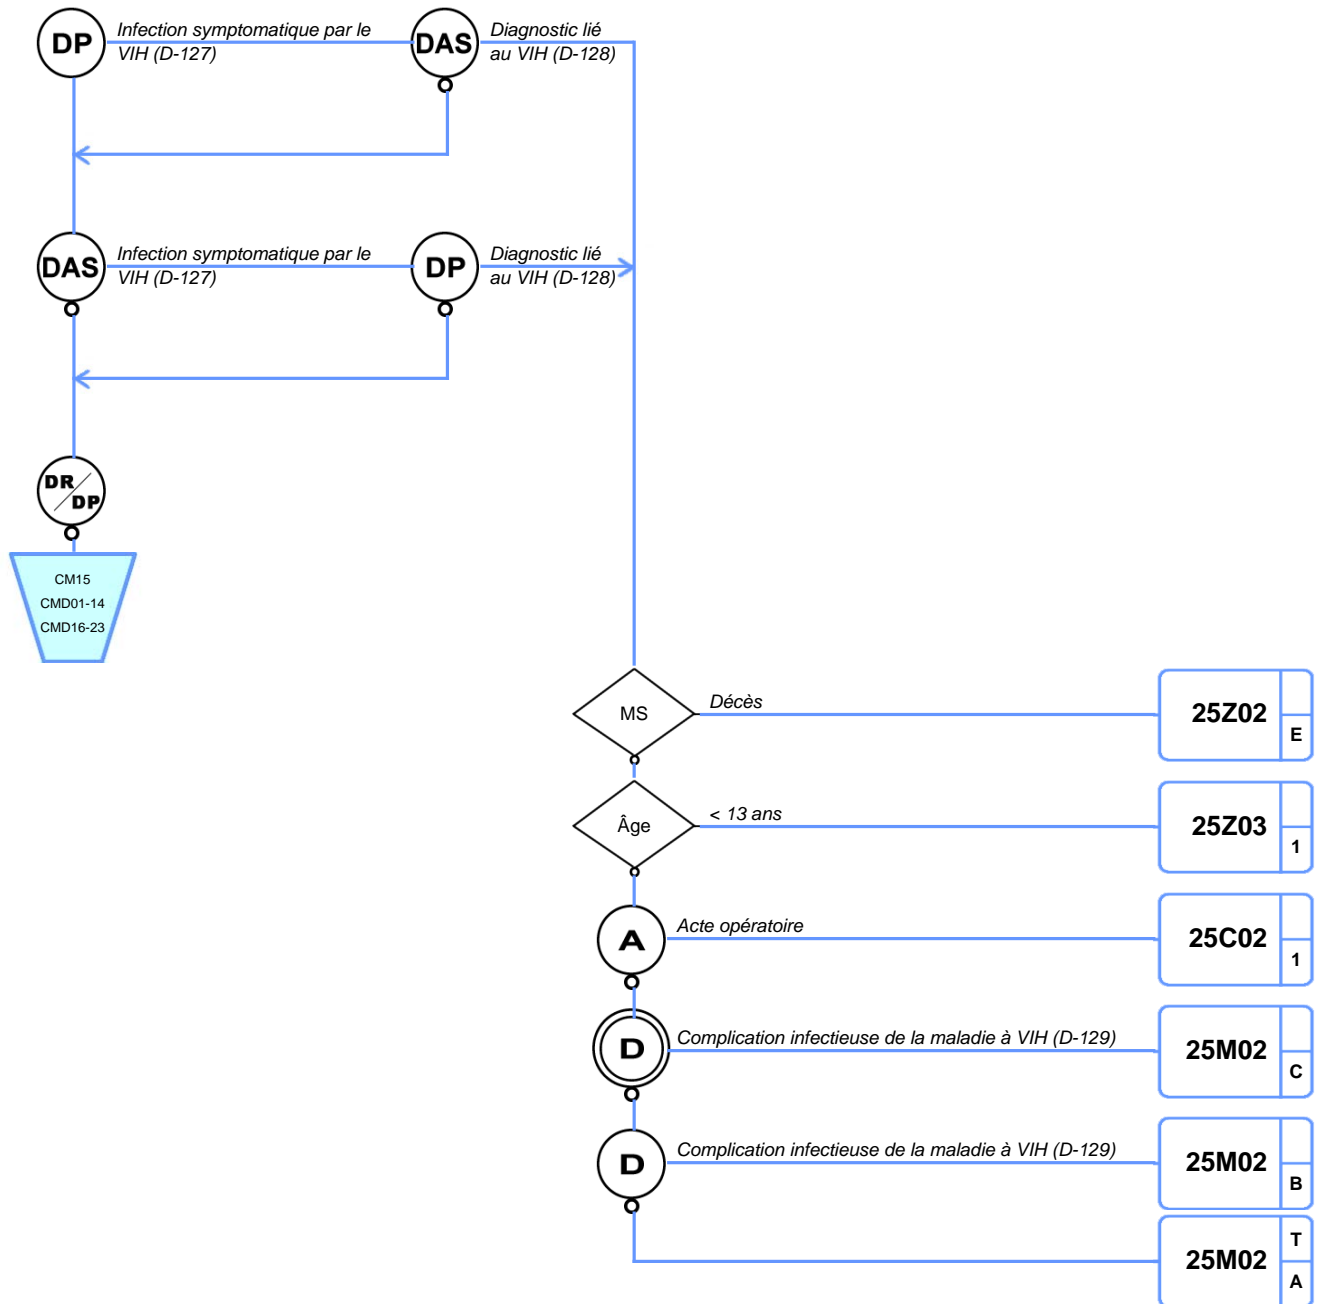 DP
Infection symptomatique par le
VIH (D-127)
DAS
Diagnostic lié
au VIH (D-128)
DAS
Infection symptomatique par le
VIH (D-127)
DP
Diagnostic lié
au VIH (D-128)
DR
DP
CM15
CMD01-14
CMD16-23
MS
Décès
25Z02
E
Âge
< 13 ans
25Z03
1
A
Acte opératoire
25C02
1
D
Complication infectieuse de la maladie à VIH (D-129)
25M02
C
D
Complication infectieuse de la maladie à VIH (D-129)
25M02
B
T
25M02
A